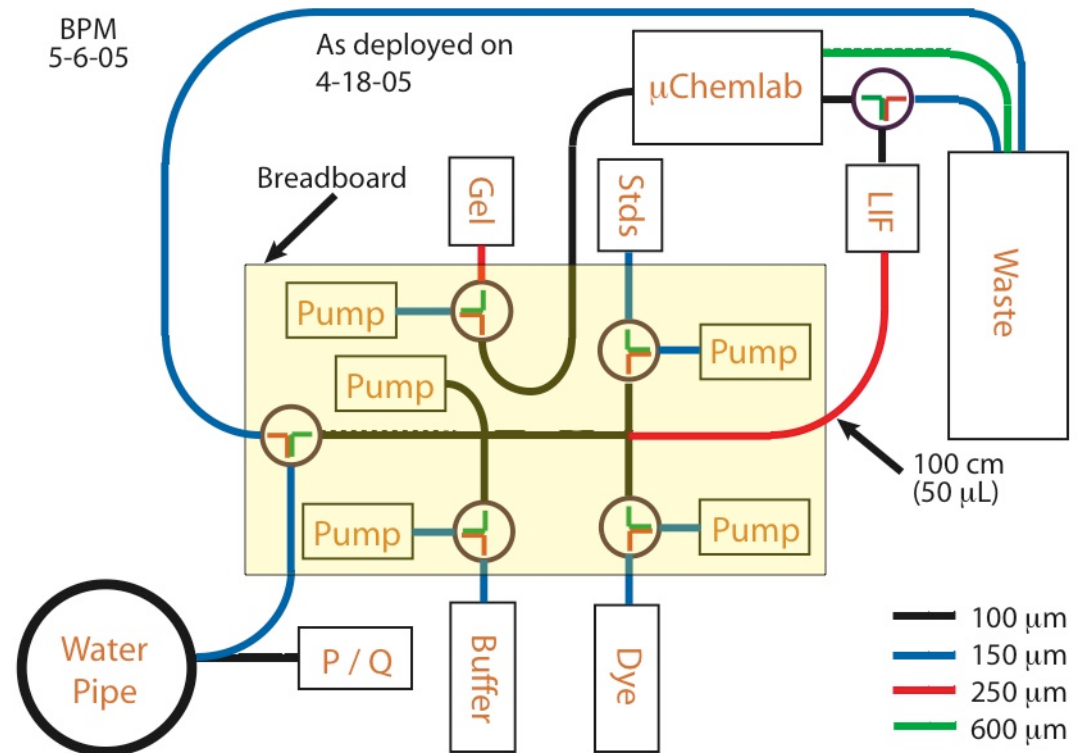 BPM
5-6-05
As deployed on
4-18-05
μChemlab
Breadboard
Gel
Stds
LIF
Waste
Pump
Pump
Pump
100 cm
(50 μL)
Pump
Pump
Water
Pipe
P / Q
Buffer
Dye
100 μm
150 μm
250 μm
600 μm